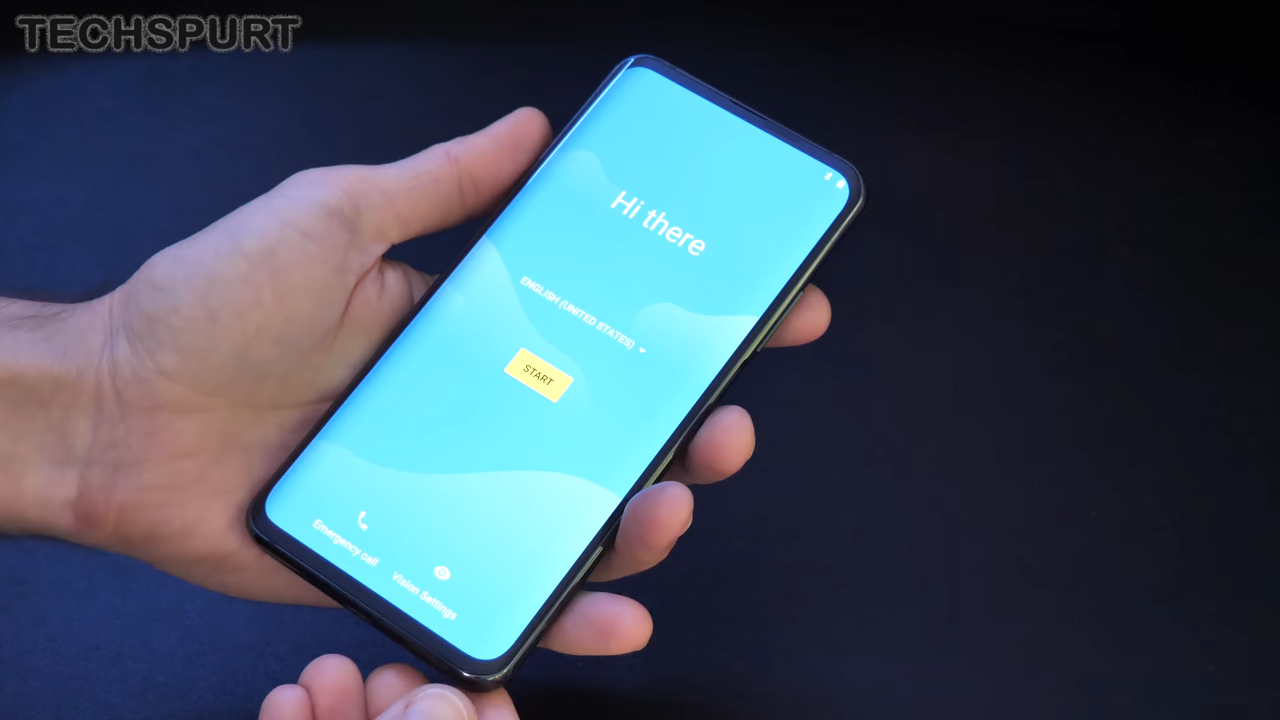 TECHSPURT
Hi there
ENGLISH (UNITED STATES)
START
Emergency call
Vision Settings